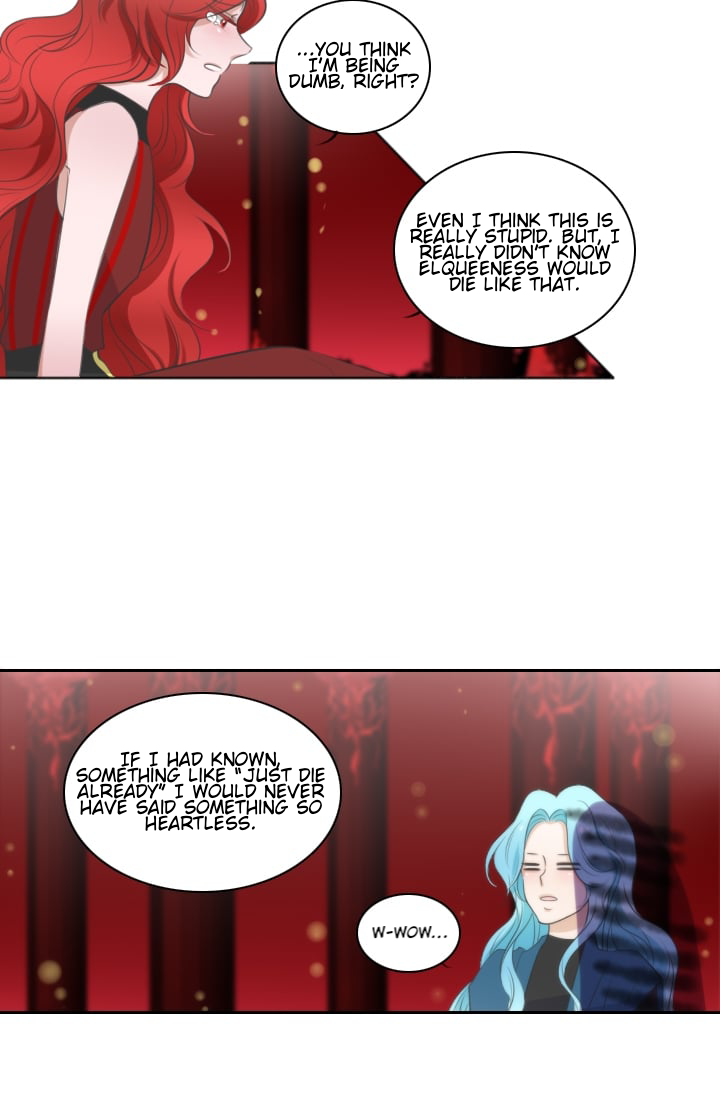 ...YOU THINK
I'M BEING
DUMB, RIGHT?
EVEN I THINK THIS IS
REALLY STUPID. BUT, I
REALLY DIDN'T KNOW
ELQUEENESS WOULD
DIE LIKE THAT.
IF I HAD KNOWN,
SOMETHING LIKE "JUST DIE
ALREADY" I WOULD NEVER
HAVE SAID SOMETHING SO
HEARTLESS.
W-WOW...